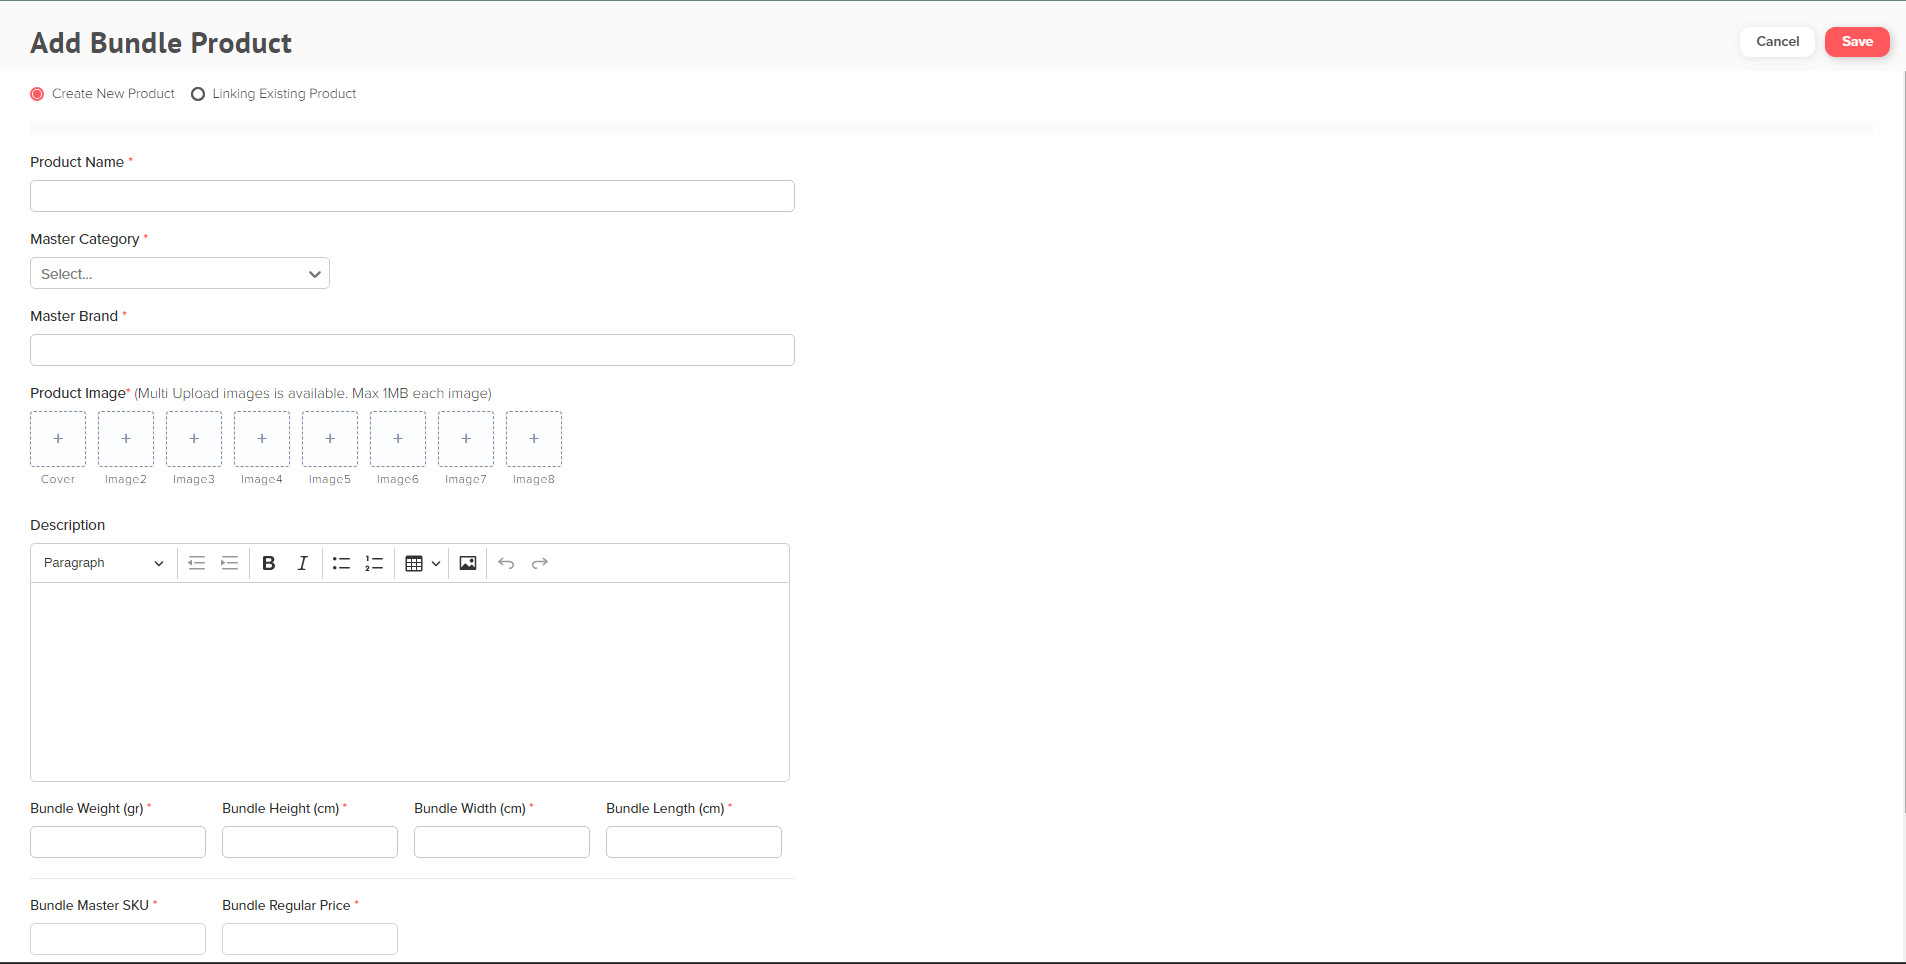 Add Bundle Product
Cancel
Save
Create New Product
Linking Existing Product
Product Name *
Master Category *
Select...
Master Brand *
Product Image* (Multi Upload images is available. Max 1MB each image)
+ + + + + + + +
Cover Image2 Image3 Image4 Image5 Image6 Image7 Image8
Description
Paragraph
B I
Bundle Weight (gr) * Bundle Height (cm) * Bundle Width (cm) * Bundle Length (cm) *
Bundle Master SKU * Bundle Regular Price *